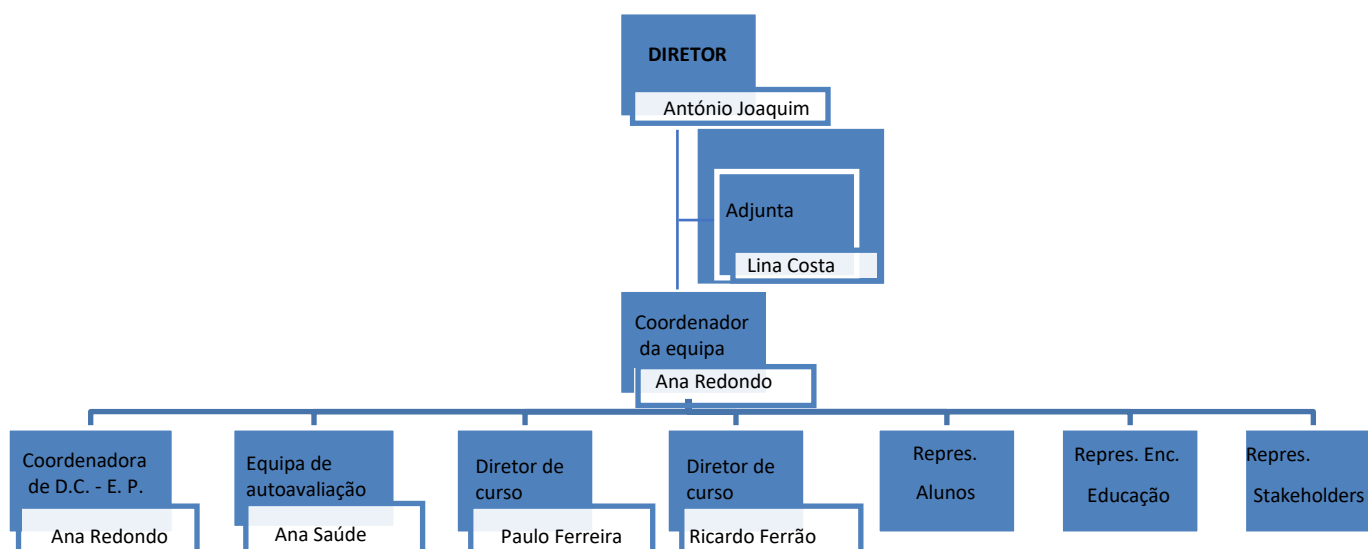 DIRETOR
António Joaquim
Adjunta
Lina Costa
Coordenador
da equipa
Ana Redondo
Coordenadora
de D.C. - E. P.
Ana Redondo
Equipa de
autoavaliação
Ana Saúde
Diretor de
curso
Paulo Ferreira
Diretor de
curso
Ricardo Ferrão
Repres.
Alunos
Repres. Enc.
Educação
Repres.
Stakeholders